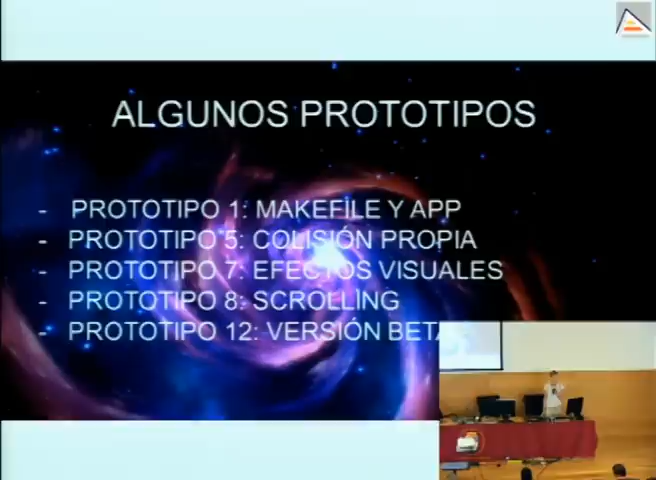 ALGUNOS PROTOTIPOS
- PROTOTIPO 1: MAKEFILE Y APP
- PROTOTIPO 5: COLISIÓN PROPIA
- PROTOTIPO 7: EFECTOS VISUALES
- PROTOTIPO 8: SCROLLING
- PROTOTIPO 12: VERSIÓN BETA